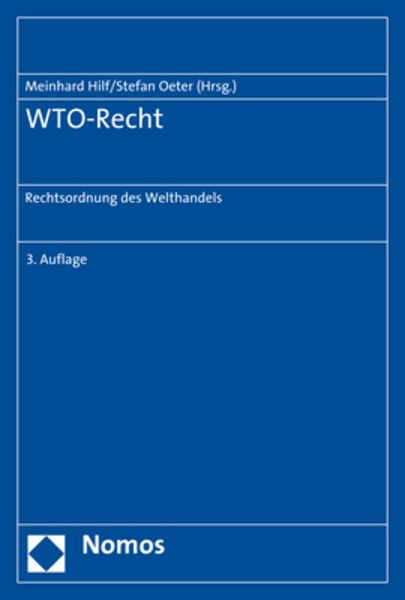 Meinhard Hilf/Stefan Oeter (Hrsg.)
WTO-Recht
Rechtsordnung des Welthandels
3. Auflage
Nomos